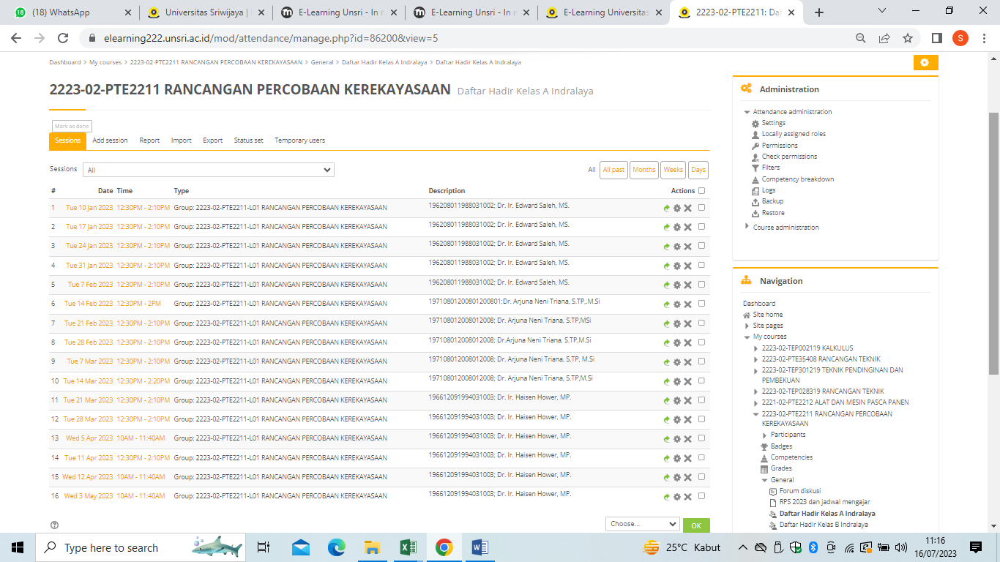 (18) WhatsApp
Universitas Sriwijaya |
E-Learning Unsri - In r
E-Learning Unsri - In r
E-Learning Universitas
2223-02-PTE2211: Da
elearning222.unsri.ac.id/mod/attendance/manage.php?id=86200&view=5
S
Dashboard > My courses > 2223-02-PTE2211 RANCANGAN PERCOBAAN KEREKAYASAAN > General > Daftar Hadir Kelas A Indralaya > Daftar Hadir Kelas A Indralaya
2223-02-PTE2211 RANCANGAN PERCOBAAN KEREKAYASAAN Daftar Hadir Kelas A Indralaya
Mark as done
Sessions Add session Report Import Export Status set Temporary users
Sessions All All All past Months Weeks Days
# Date Time Type Description Actions
1 Tue 10 Jan 2023 12:30PM - 2:10PM Group: 2223-02-PTE2211-L01 RANCANGAN PERCOBAAN KEREKAYASAAN 196208011988031002; Dr. Ir. Edward Saleh, MS.
2 Tue 17 Jan 2023 12:30PM - 2:10PM Group: 2223-02-PTE2211-L01 RANCANGAN PERCOBAAN KEREKAYASAAN 196208011988031002; Dr. Ir. Edward Saleh, MS.
3 Tue 24 Jan 2023 12:30PM - 2:10PM Group: 2223-02-PTE2211-L01 RANCANGAN PERCOBAAN KEREKAYASAAN 196208011988031002; Dr. Ir. Edward Saleh, MS.
4 Tue 31 Jan 2023 12:30PM - 2:10PM Group: 2223-02-PTE2211-L01 RANCANGAN PERCOBAAN KEREKAYASAAN 196208011988031002; Dr. Ir. Edward Saleh, MS.
5 Tue 7 Feb 2023 12:30PM - 2:10PM Group: 2223-02-PTE2211-L01 RANCANGAN PERCOBAAN KEREKAYASAAN 196208011988031002; Dr. Ir. Edward Saleh, MS.
6 Tue 14 Feb 2023 12:30PM - 2PM Group: 2223-02-PTE2211-L01 RANCANGAN PERCOBAAN KEREKAYASAAN 19710801200801200801;Dr. Arjuna Neni Triana, S.TP,.M.Si
7 Tue 21 Feb 2023 12:30PM - 2:10PM Group: 2223-02-PTE2211-L01 RANCANGAN PERCOBAAN KEREKAYASAAN 197108012008012008; Dr. Arjuna Neni Triana, S.TP,MSi
8 Tue 28 Feb 2023 12:30PM - 2:10PM Group: 2223-02-PTE2211-L01 RANCANGAN PERCOBAAN KEREKAYASAAN 197108012008012008; Dr.Arjuna Neni Triana, S.TP,M.Si
9 Tue 7 Mar 2023 12:30PM - 2:10PM Group: 2223-02-PTE2211-L01 RANCANGAN PERCOBAAN KEREKAYASAAN 197108012008012008; Dr. Arjuna Neni Triana, S.TP, M.Si
10 Tue 14 Mar 2023 12:30PM - 2:20PM Group: 2223-02-PTE2211-L01 RANCANGAN PERCOBAAN KEREKAYASAAN 197108012008012008; Dr. Arjuna Neni Triana, S.TP,M.Si
11 Tue 21 Mar 2023 12:30PM - 2:10PM Group: 2223-02-PTE2211-L01 RANCANGAN PERCOBAAN KEREKAYASAAN 196612091994031003; Dr. Ir. Haisen Hower, MP.
12 Tue 28 Mar 2023 12:30PM - 2:10PM Group: 2223-02-PTE2211-L01 RANCANGAN PERCOBAAN KEREKAYASAAN 196612091994031003; Dr. Ir. Haisen Hower, MP.
13 Wed 5 Apr 2023 10AM - 11:40AM Group: 2223-02-PTE2211-L01 RANCANGAN PERCOBAAN KEREKAYASAAN 196612091994031003; Dr. Ir. Haisen Hower, MP.
14 Tue 11 Apr 2023 12:30PM - 2:10PM Group: 2223-02-PTE2211-L01 RANCANGAN PERCOBAAN KEREKAYASAAN 196612091994031003; Dr. Ir. Haisen Hower, MP.
15 Wed 12 Apr 2023 10AM - 11:40AM Group: 2223-02-PTE2211-L01 RANCANGAN PERCOBAAN KEREKAYASAAN 196612091994031003; Dr. Ir. Haisen Hower, MP.
16 Wed 3 May 2023 10AM - 11:40AM Group: 2223-02-PTE2211-L01 RANCANGAN PERCOBAAN KEREKAYASAAN 196612091994031003; Dr. Ir. Haisen Hower, MP.
Choose... OK
Administration
Attendance administration
Settings
Locally assigned roles
Permissions
Check permissions
Filters
Competency breakdown
Logs
Backup
Restore
Course administration
Navigation
Dashboard
Site home
Site pages
My courses
2223-02-TEP002119 KALKULUS
2223-02-PTE35408 RANCANGAN TEKNIK
2223-02-TEP301219 TEKNIK PENDINGINAN DAN
PEMBEKUAN
2223-02-TEP028319 RANCANGAN TEKNIK
2221-02-PTE2212 ALAT DAN MESIN PASCA PANEN
2223-02-PTE2211 RANCANGAN PERCOBAAN
KEREKAYASAAN
Participants
Badges
Competencies
Grades
General
Forum diskusi
RPS 2023 dan jadwal mengajar
Daftar Hadir Kelas A Indralaya
Daftar Hadir Kelas B Indralaya
Type here to search
25°C Kabut
11:16
16/07/2023